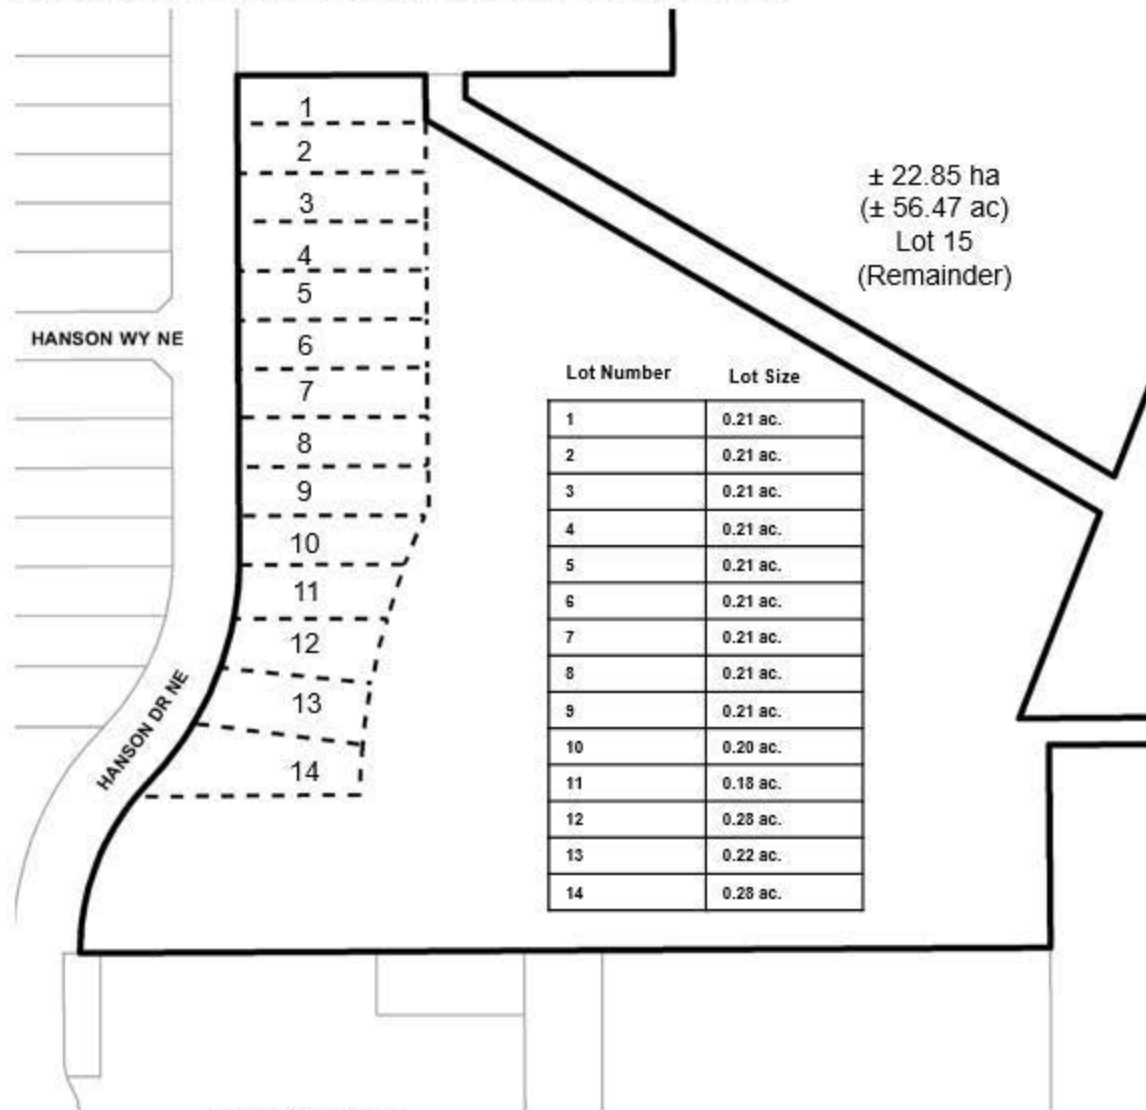 1
2
3
4
5
6
7
8
9
10
11
12
13
14
± 22.85 ha
(± 56.47 ac)
Lot 15
(Remainder)
HANSON WY NE
HANSON DR NE
Lot Number Lot Size
1 0.21 ac.
2 0.21 ac.
3 0.21 ac.
4 0.21 ac.
5 0.21 ac.
6 0.21 ac.
7 0.21 ac.
8 0.21 ac.
9 0.21 ac.
10 0.20 ac.
11 0.18 ac.
12 0.28 ac.
13 0.22 ac.
14 0.28 ac.